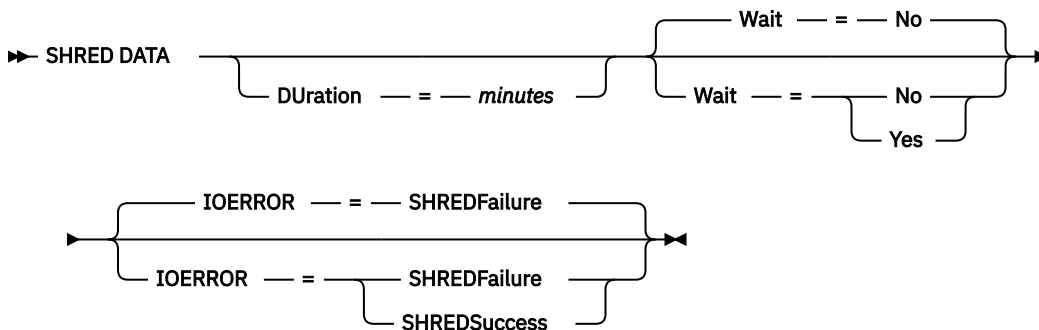 Wait = No
SHRED DATA
DUration = minutes Wait = No
Yes
IOERROR = SHREDFailure
IOERROR = SHREDFailure
SHREDSuccess